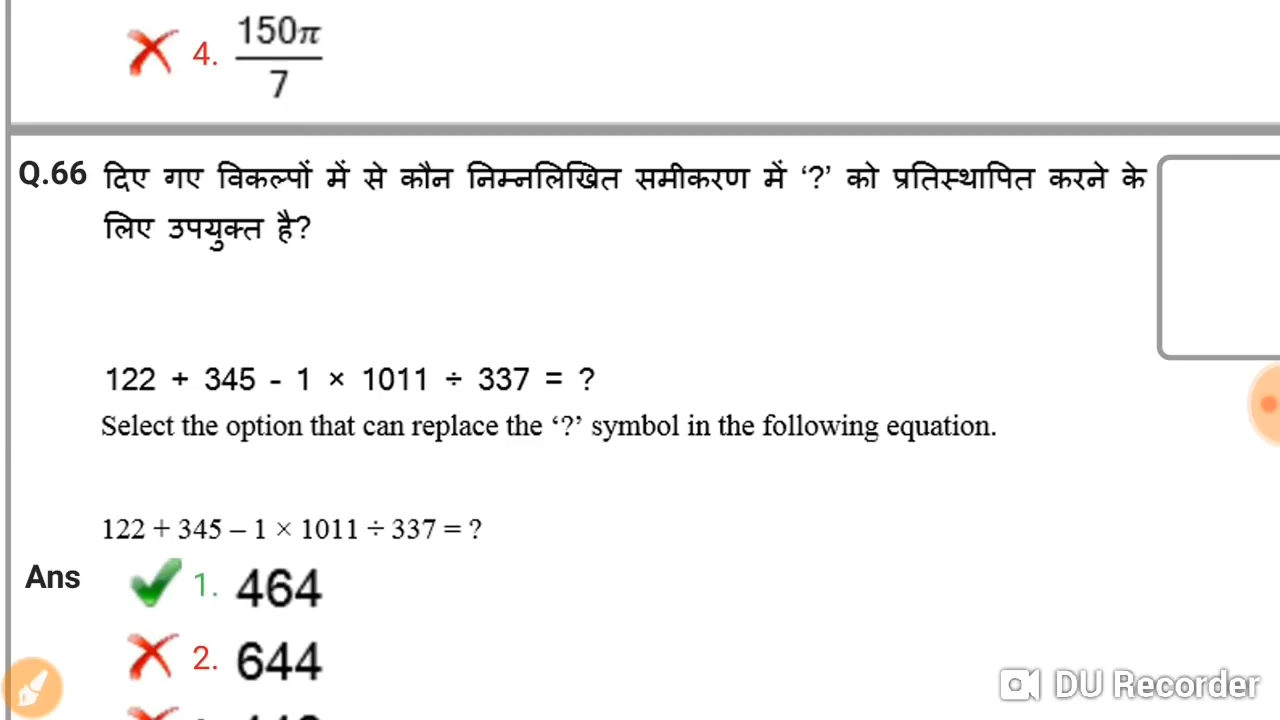 4. 150π
7
Q.66 दिए गए विकल्पों में से कौन निम्नलिखित समीकरण में ‘?’ को प्रतिस्थापित करने के
लिए उपयुक्त है?
122 + 345 - 1 × 1011 ÷ 337 = ?
Select the option that can replace the ‘?’ symbol in the following equation.
122 + 345 – 1 × 1011 ÷ 337 = ?
Ans 1. 464
2. 644
DU Recorder